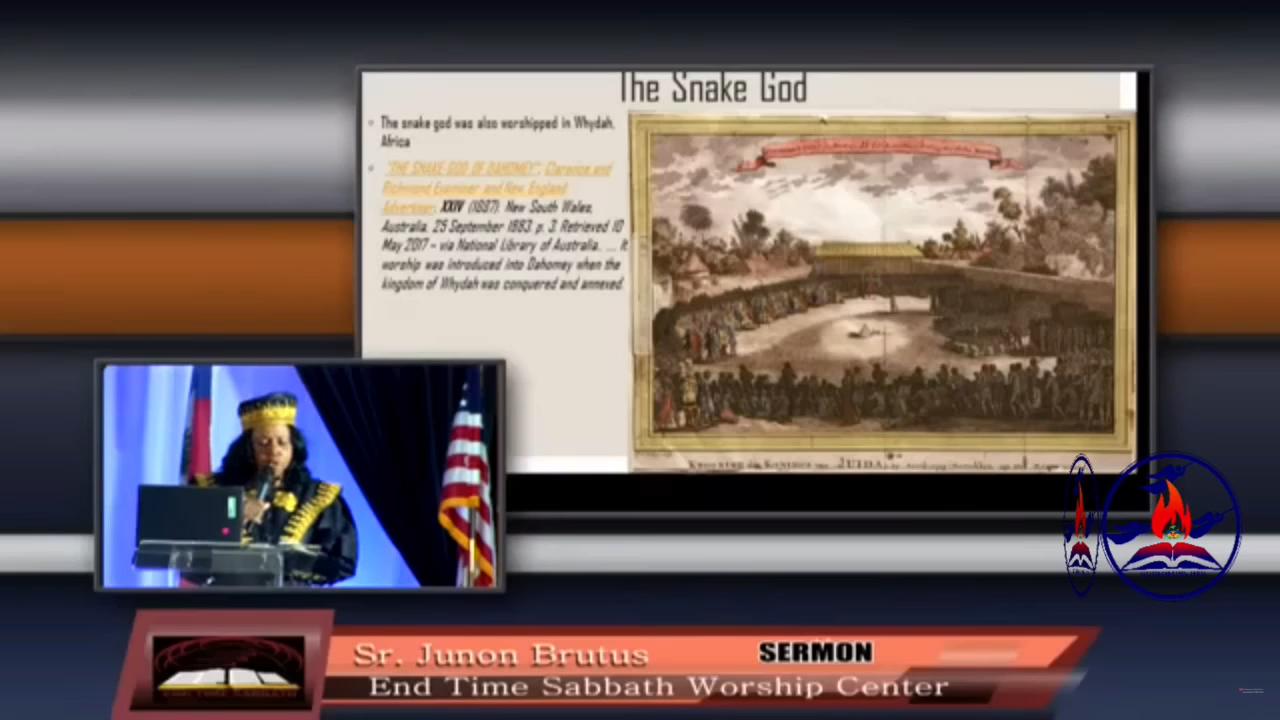 The Snake God
The snake god was also worshipped in Whydah,
Africa
"THE SNAKE GOD OF DAHOMEY". Clarence and
Richmond Examiner and New England
Advertiser. XXIV (1887). New South Wales,
Australia. 25 September 1883. p. 3. Retrieved 10
May 2017 – via National Library of Australia. ... It
worship was introduced into Dahomey when the
kingdom of Whydah was conquered and annexed.
JUIDA
Sr. Junon Brutus
SERMON
End Time Sabbath Worship Center